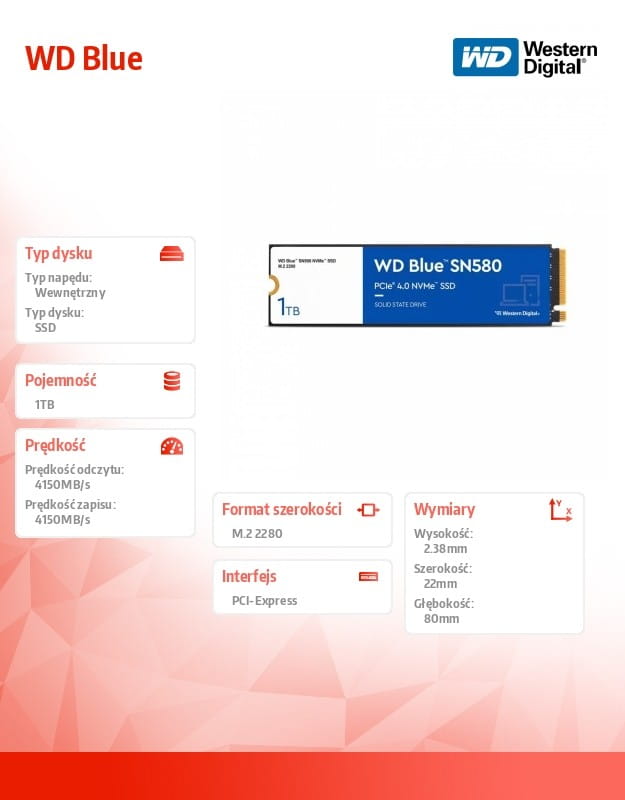 WD Blue
WD Western
Digital®
WD Blue™ SN580 NVMe™ SSD
M.2 2280
1TB
WD Blue™ SN580
PCIe® 4.0 NVMe™ SSD
SOLID STATE DRIVE
Western Digital®
Typ dysku
Typ napędu:
Wewnętrzny
Typ dysku:
SSD
Pojemność
1TB
Prędkość
Prędkość odczytu:
4150MB/s
Prędkość zapisu:
4150MB/s
Format szerokości
M.2 2280
Interfejs
PCI-Express
Wymiary
Y
X
Wysokość:
2.38mm
Szerokość:
22mm
Głębokość:
80mm